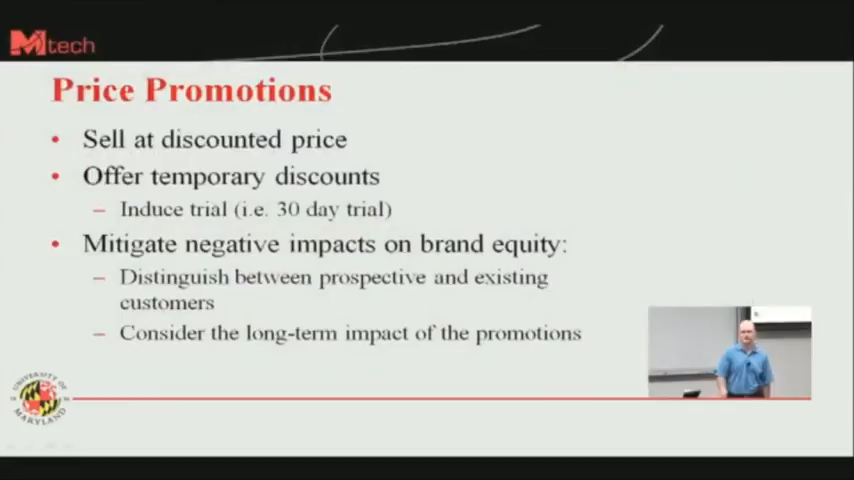 Mtech
Price Promotions
• Sell at discounted price
• Offer temporary discounts
– Induce trial (i.e. 30 day trial)
• Mitigate negative impacts on brand equity:
– Distinguish between prospective and existing
customers
– Consider the long-term impact of the promotions
UNIVERSITY OF
MARYLAND